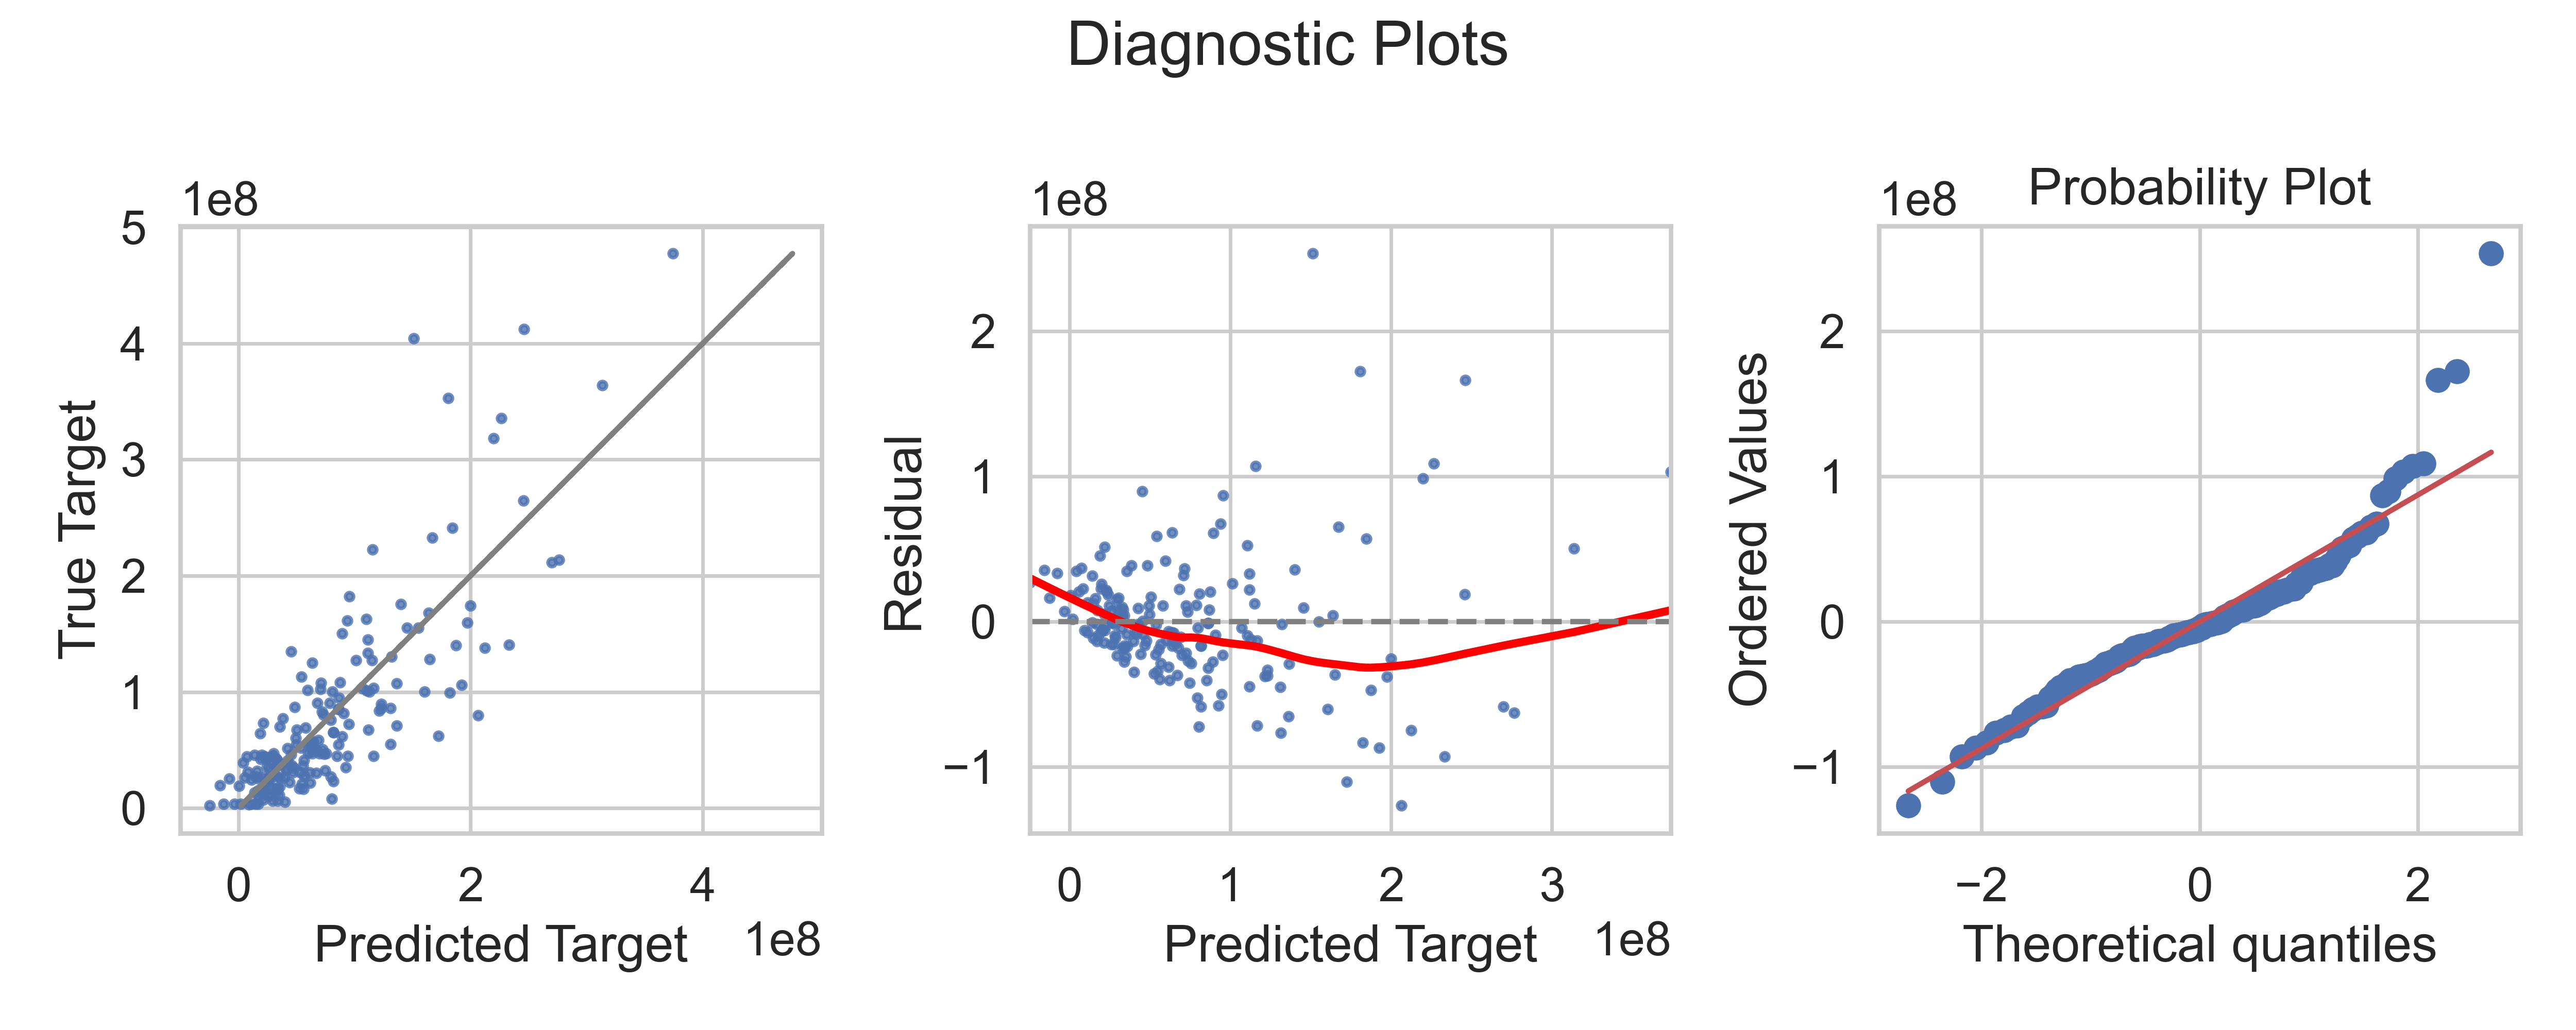 Diagnostic Plots
1e8
5
4
3
2
1
0
True Target
0
2
4
Predicted Target
1e8
1e8
2
1
0
−1
Residual
0
1
2
3
Predicted Target
1e8
Probability Plot
1e8
2
1
0
−1
Ordered Values
−2
0
2
Theoretical quantiles